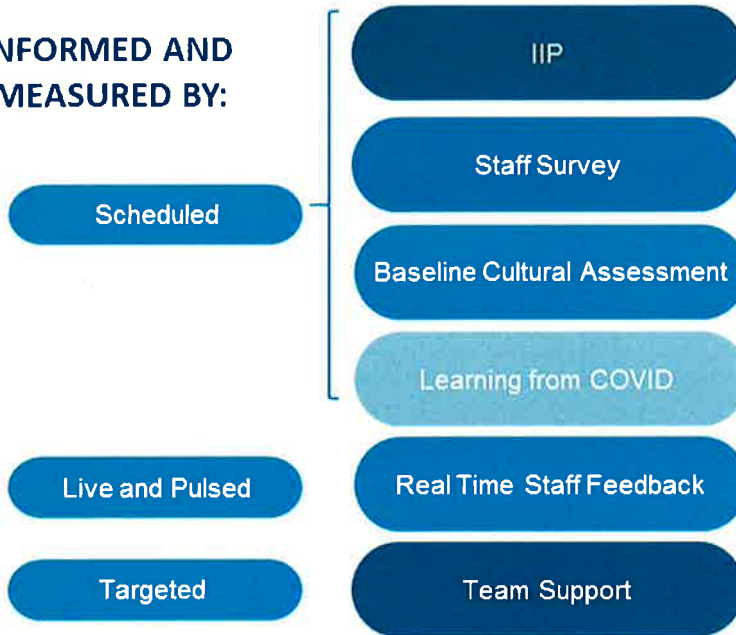 NFORMED AND
MEASURED BY:
IIP
Staff Survey
Scheduled
Baseline Cultural Assessment
Learning from COVID
Live and Pulsed
Real Time Staff Feedback
Targeted
Team Support